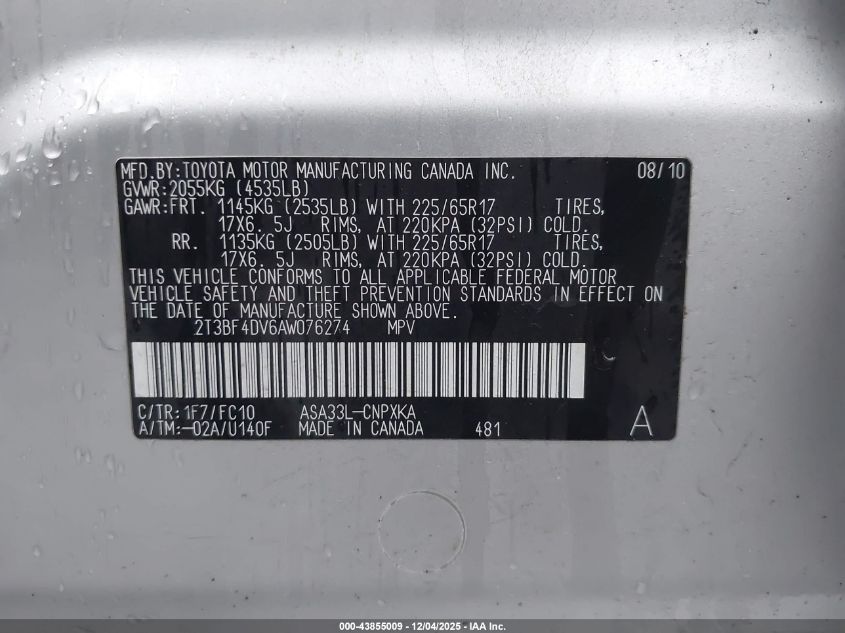 MFD.BY:TOYOTA MOTOR MANUFACTURING CANADA INC. 08/10
GVWR:2055KG (4535LB)
GAWR:FRT. 1145KG (2535LB) WITH 225/65R17 TIRES,
17X6. 5J RIMS, AT 220KPA (32PSI) COLD.
RR. 1135KG (2505LB) WITH 225/65R17 TIRES,
17X6. 5J RIMS, AT 220KPA (32PSI) COLD.
THIS VEHICLE CONFORMS TO ALL APPLICABLE FEDERAL MOTOR
VEHICLE SAFETY AND THEFT PREVENTION STANDARDS IN EFFECT ON
THE DATE OF MANUFACTURE SHOWN ABOVE.
2T3BF4DV6AW076274 MPV
C/TR:1F7/FC10 ASA33L-CNPXKA
A/TM:-02A/U140F MADE IN CANADA 481 A
000-43855009 - 12/04/2025 - IAA Inc.